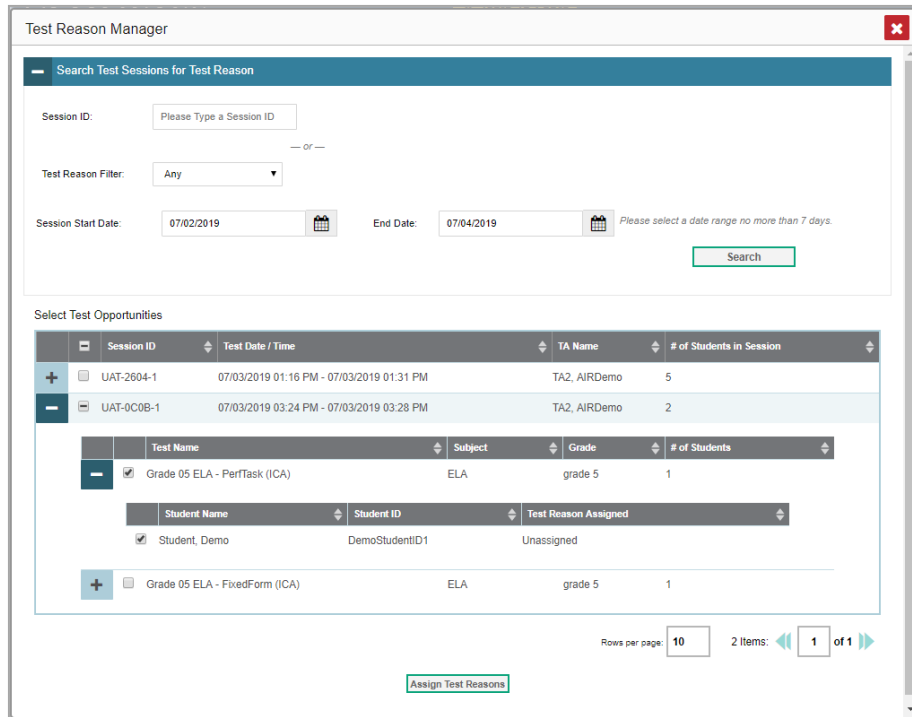 Test Reason Manager
Search Test Sessions for Test Reason
Session ID: Please Type a Session ID
— or —
Test Reason Filter: Any
Session Start Date: 07/02/2019 End Date: 07/04/2019 Please select a date range no more than 7 days.
Search
Select Test Opportunities
Session ID Test Date / Time TA Name # of Students in Session
UAT-2604-1 07/03/2019 01:16 PM - 07/03/2019 01:31 PM TA2, AIRDemo 5
UAT-0C0B-1 07/03/2019 03:24 PM - 07/03/2019 03:28 PM TA2, AIRDemo 2
Test Name Subject Grade # of Students
Grade 05 ELA - PerfTask (ICA) ELA grade 5 1
Student Name Student ID Test Reason Assigned
Student, Demo DemoStudentID1 Unassigned
Grade 05 ELA - FixedForm (ICA) ELA grade 5 1
Rows per page: 10 2 Items: 1 of 1
Assign Test Reasons